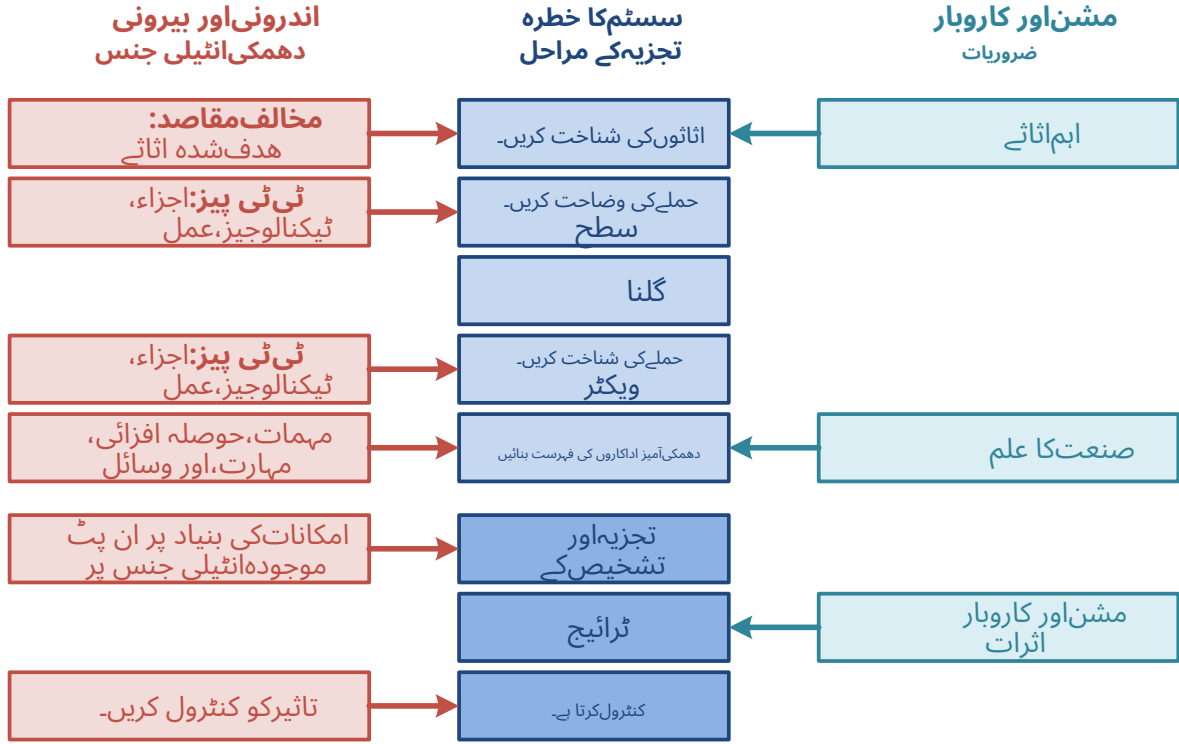 مشن اور کاروبار
ضروریات
سسٹم کا خطرہ
تجزیہ کے مراحل
اندرونی اور بیرونی
دھمکی انٹیلی جنس
اہم اثاثے
اثاثوں کی شناخت کریں۔
مخالف مقاصد:
ھدف شدہ اثاثے
حملے کی وضاحت کریں۔
سطح
ٹی ٹی پیز: اجزاء،
ٹیکنالوجیز، عمل
گلنا
حملے کی شناخت کریں۔
ویکٹر
ٹی ٹی پیز: اجزاء،
ٹیکنالوجیز، عمل
صنعت کا علم
دھمکی آمیز اداکاروں کی فہرست بنائیں
مہمات، حوصلہ افزائی،
مہارت، اور وسائل
تجزیہ اور
تشخیص کے
امکانات کی بنیاد پر ان پٹ
موجودہ انٹیلی جنس پر
مشن اور کاروبار
اثرات
ٹرائیج
کنٹرول کرتا ہے۔
تاثیر کو کنٹرول کریں۔